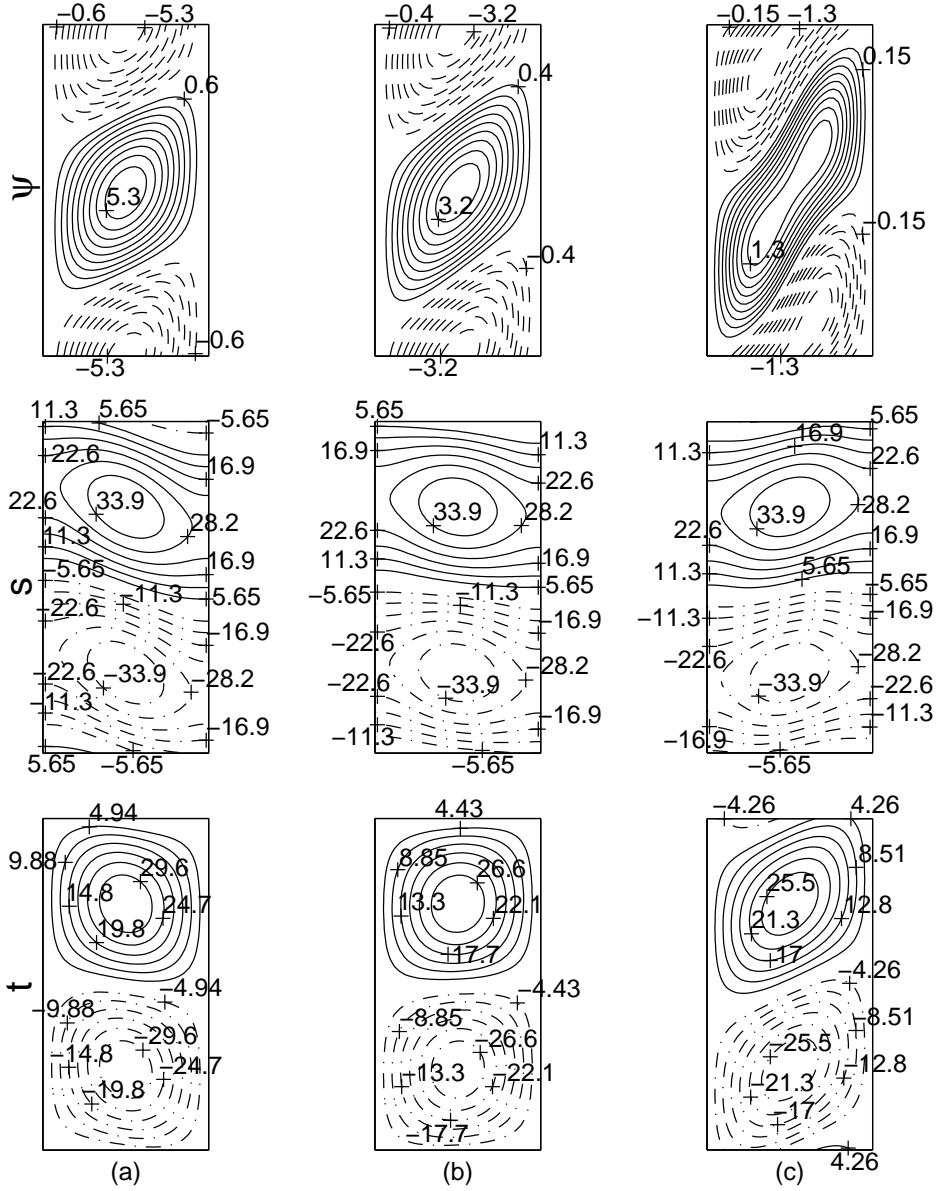 −0.6 −5.3 −0.4 −3.2 −0.15 −1.3
0.6 0.4 0.15
ψ 5.3 3.2 1.3
−0.4 −0.15
−0.6
−5.3 −3.2 −1.3
11.3 5.65 −5.65 5.65 5.65
22.6 16.9 16.9 11.3 11.3 16.9 22.6
22.6 33.9 28.2 22.6 33.9 22.6 28.2 33.9 28.2
11.3 16.9 22.6 11.3 16.9 22.6 16.9
s −5.65 −11.3 5.65 −5.65 −11.3 5.65 11.3 5.65 −5.65
−22.6 −16.9 −22.6 −16.9 −11.3 −16.9
−22.6 −33.9 −28.2 −22.6 −33.9 −28.2 −22.6 −33.9 −28.2
−11.3 −16.9 −11.3 −16.9 −16.9 −22.6 −11.3
5.65 −5.65 −5.65 −5.65
4.94 4.43 −4.26 4.26
9.88 29.6 8.85 26.6 8.51
14.8 24.7 13.3 22.1 25.5 12.8
19.8 17.7 21.3 17
t −4.94 −4.43 −4.26
−9.88 −29.6 −8.85 −26.6 −8.51
−14.8 −24.7 −13.3 −22.1 −25.5 −12.8
−19.8 −17.7 −21.3 −17
4.26
(a) (b) (c)